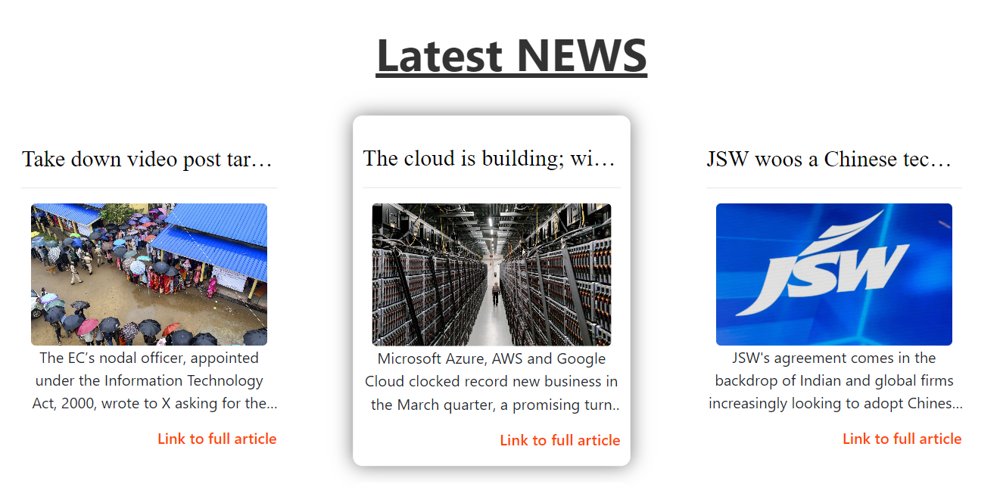 Latest NEWS
Take down video post tar…
The EC’s nodal officer, appointed
under the Information Technology
Act, 2000, wrote to X asking for the…
Link to full article
The cloud is building; wi…
Microsoft Azure, AWS and Google
Cloud clocked record new business in
the March quarter, a promising turn..
Link to full article
JSW woos a Chinese tec…
JSW
JSW's agreement comes in the
backdrop of Indian and global firms
increasingly looking to adopt Chines…
Link to full article